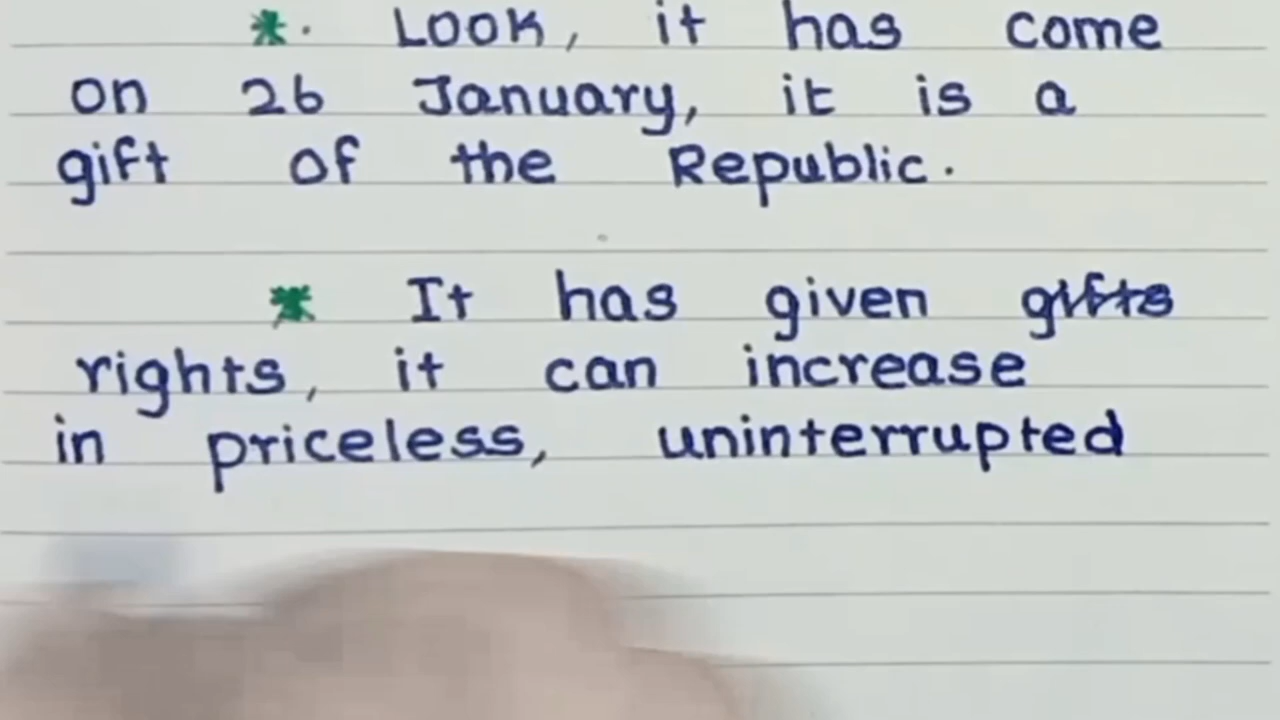 *. Look, it has come
on 26 January, it is a
gift of the Republic.
* It has given gifts
rights, it can increase
in priceless, uninterrupted